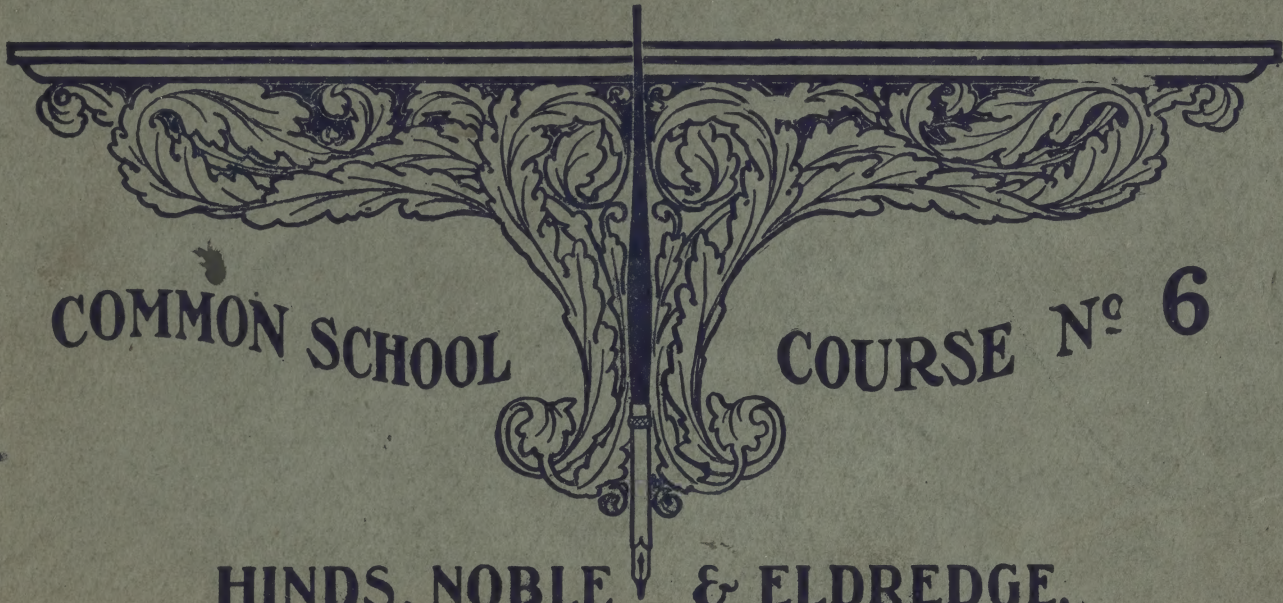 COMMON SCHOOL COURSE Nº 6
HINDS, NOBLE & ELDREDGE,